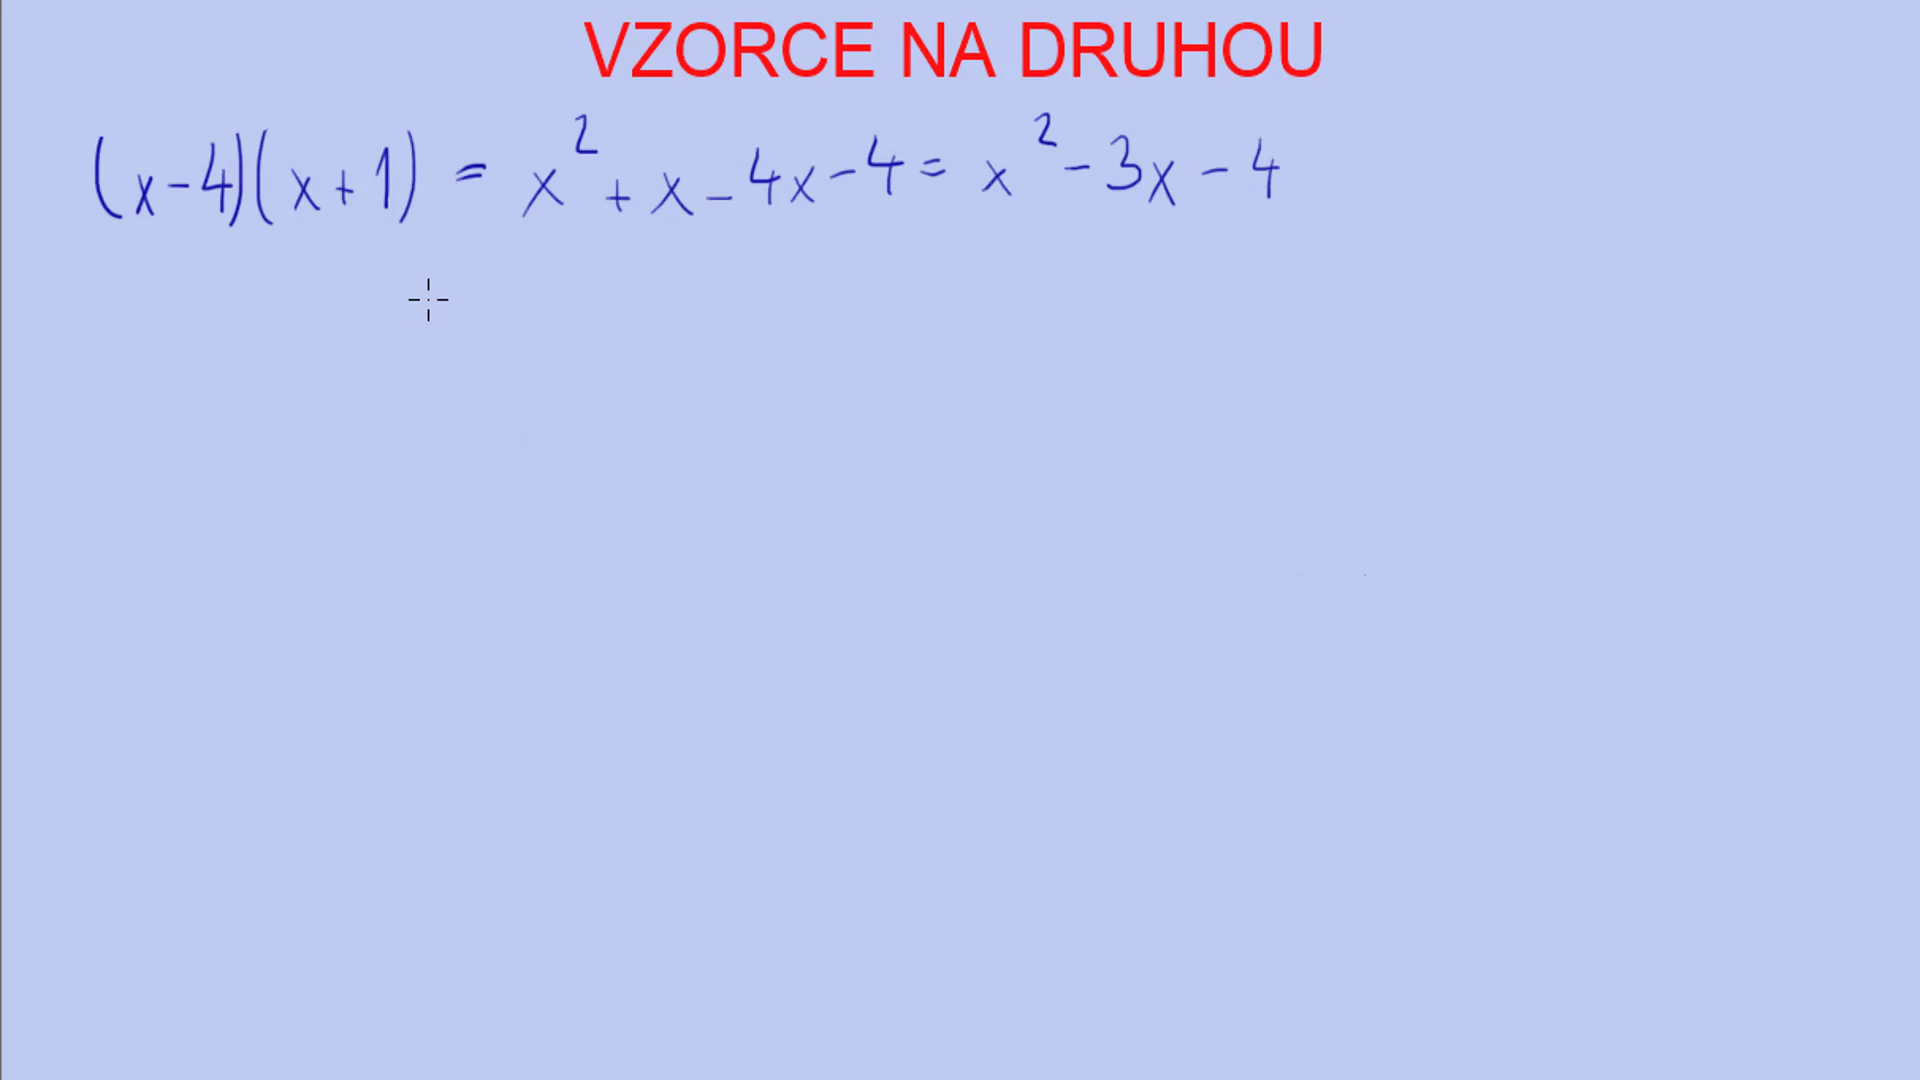 VZORCE NA DRUHOU
(x-4)(x+1) = x² + x - 4x - 4 = x² - 3x - 4